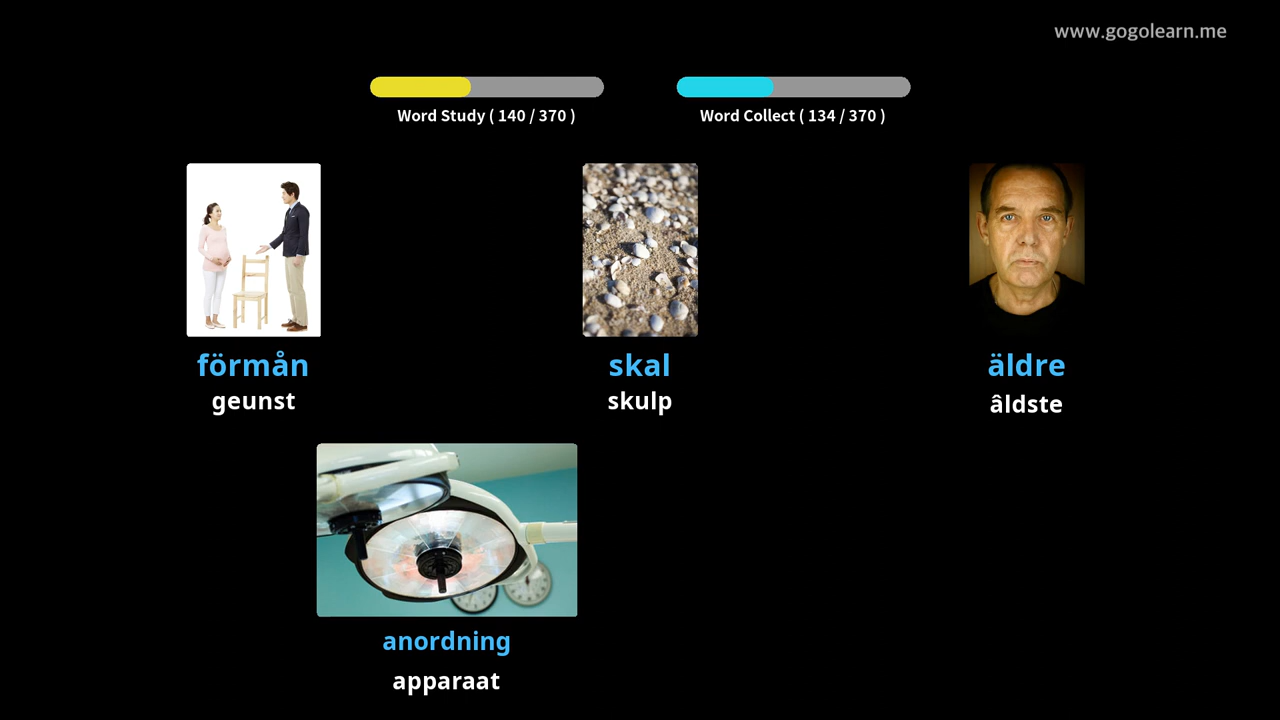 www.gogolearn.me
Word Study ( 140 / 370 )
Word Collect ( 134 / 370 )
förmån
geunst
skal
skulp
äldre
âldste
anordning
apparaat